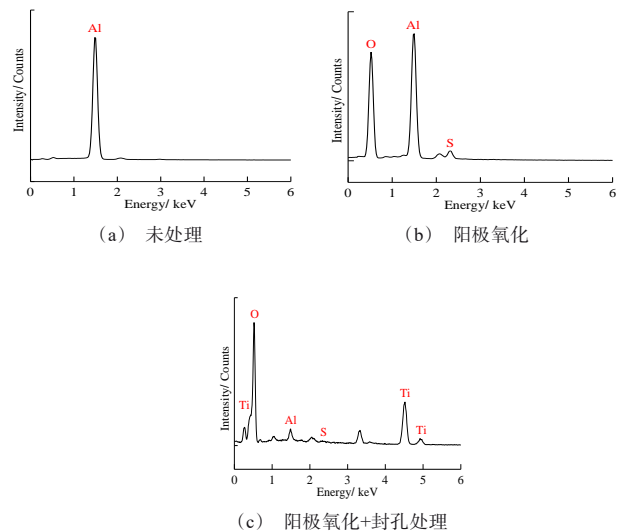 Al
Intensity/ Counts
0 1 2 3 4 5 6
Energy/ keV
(a) 未处理
O
Al
S
Intensity/ Counts
0 1 2 3 4 5 6
Energy/ keV
(b) 阳极氧化
O
Ti
Al
S
Ti
Ti
Intensity/ Counts
0 1 2 3 4 5 6
Energy/ keV
(c) 阳极氧化+封孔处理